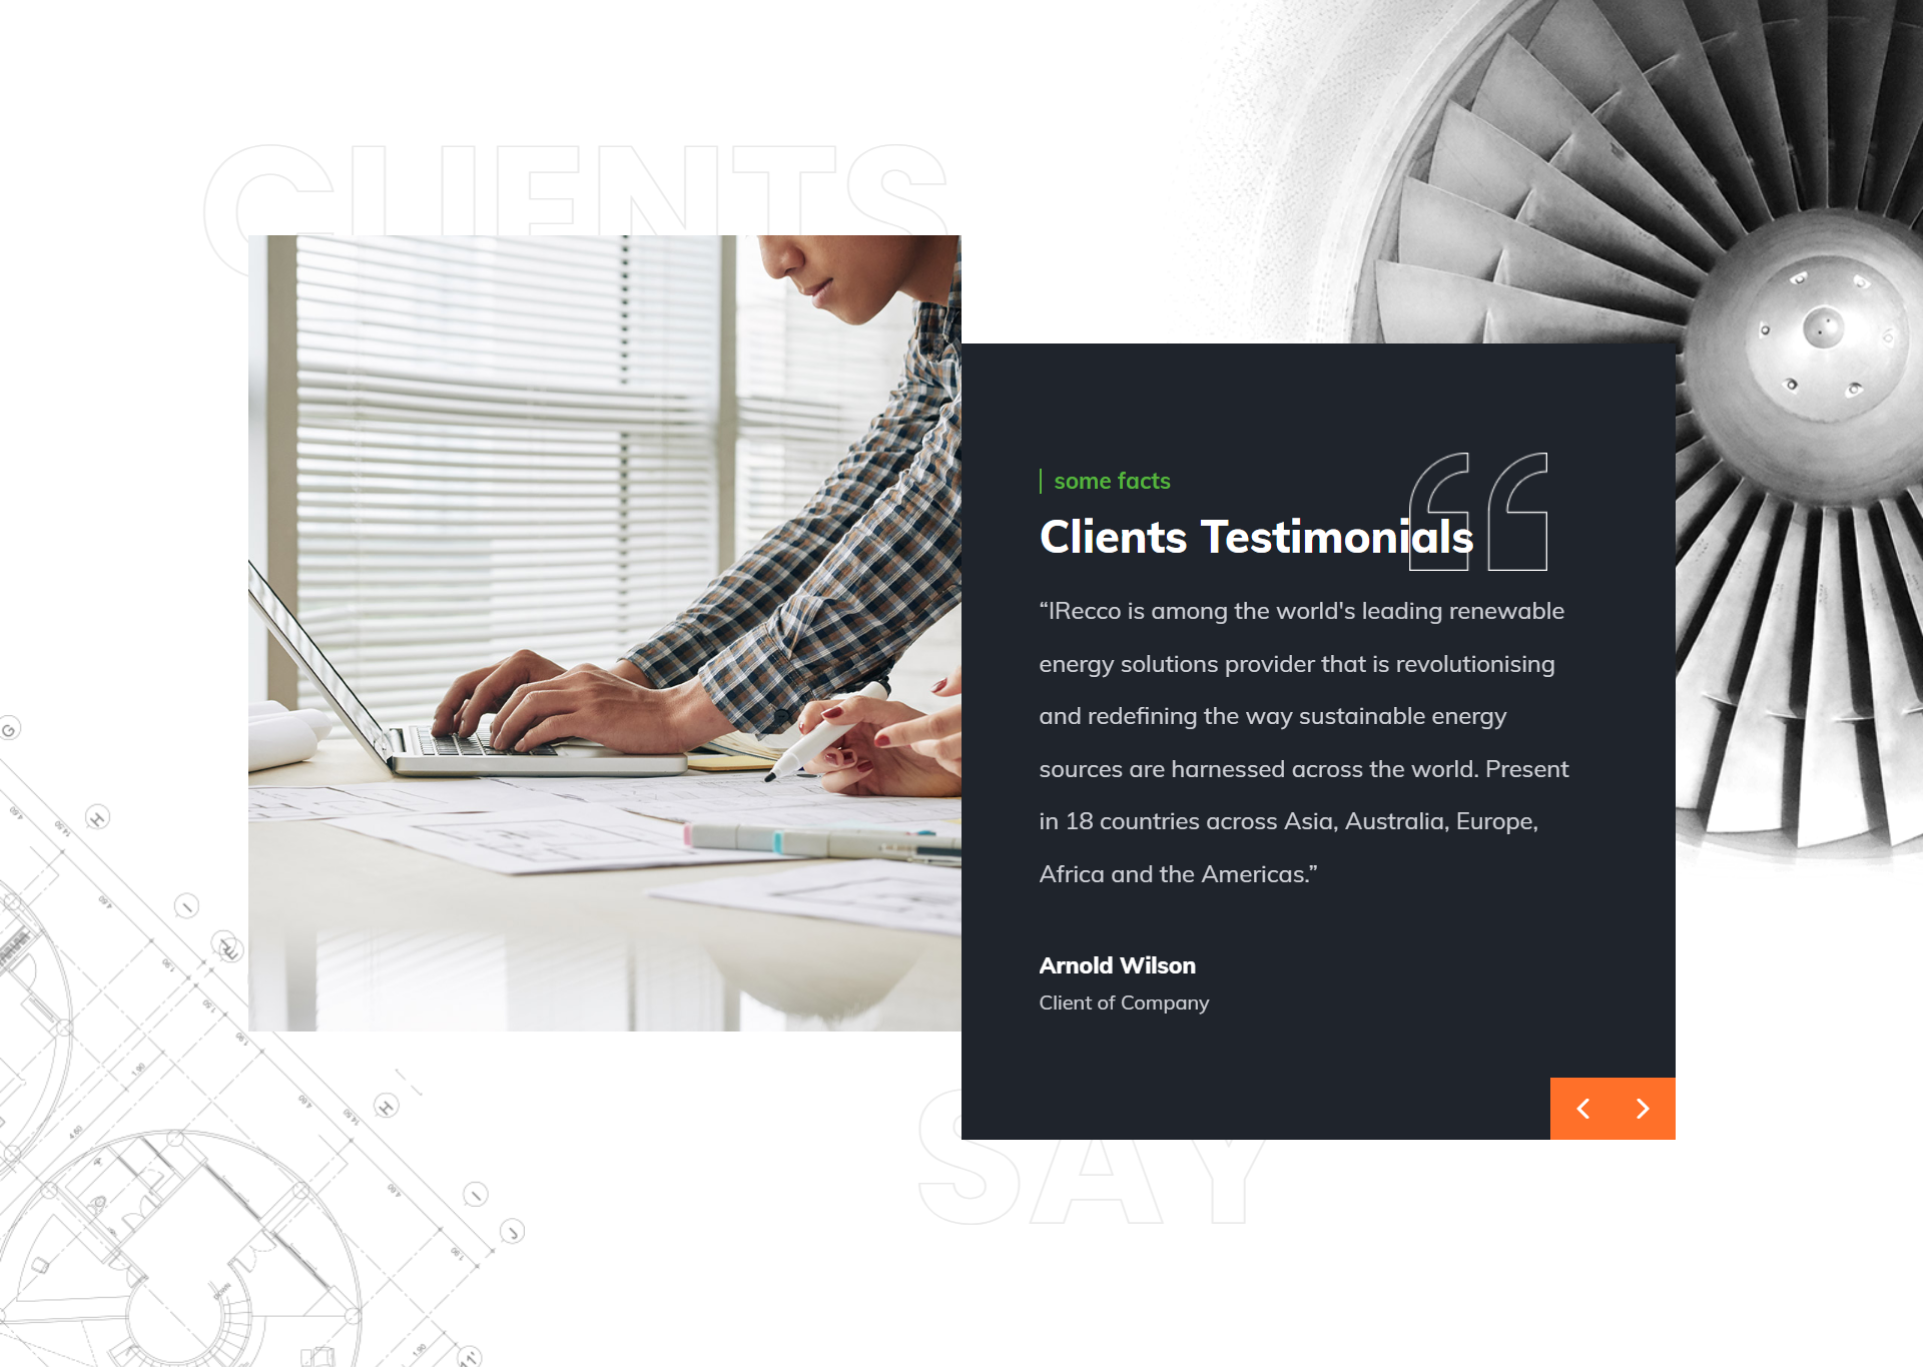 CLIENTS
some facts
Clients Testimonials
“IRecco is among the world's leading renewable
energy solutions provider that is revolutionising
and redefining the way sustainable energy
sources are harnessed across the world. Present
in 18 countries across Asia, Australia, Europe,
Africa and the Americas.”
Arnold Wilson
Client of Company
SAY
G
H
I
H
I
J
11'